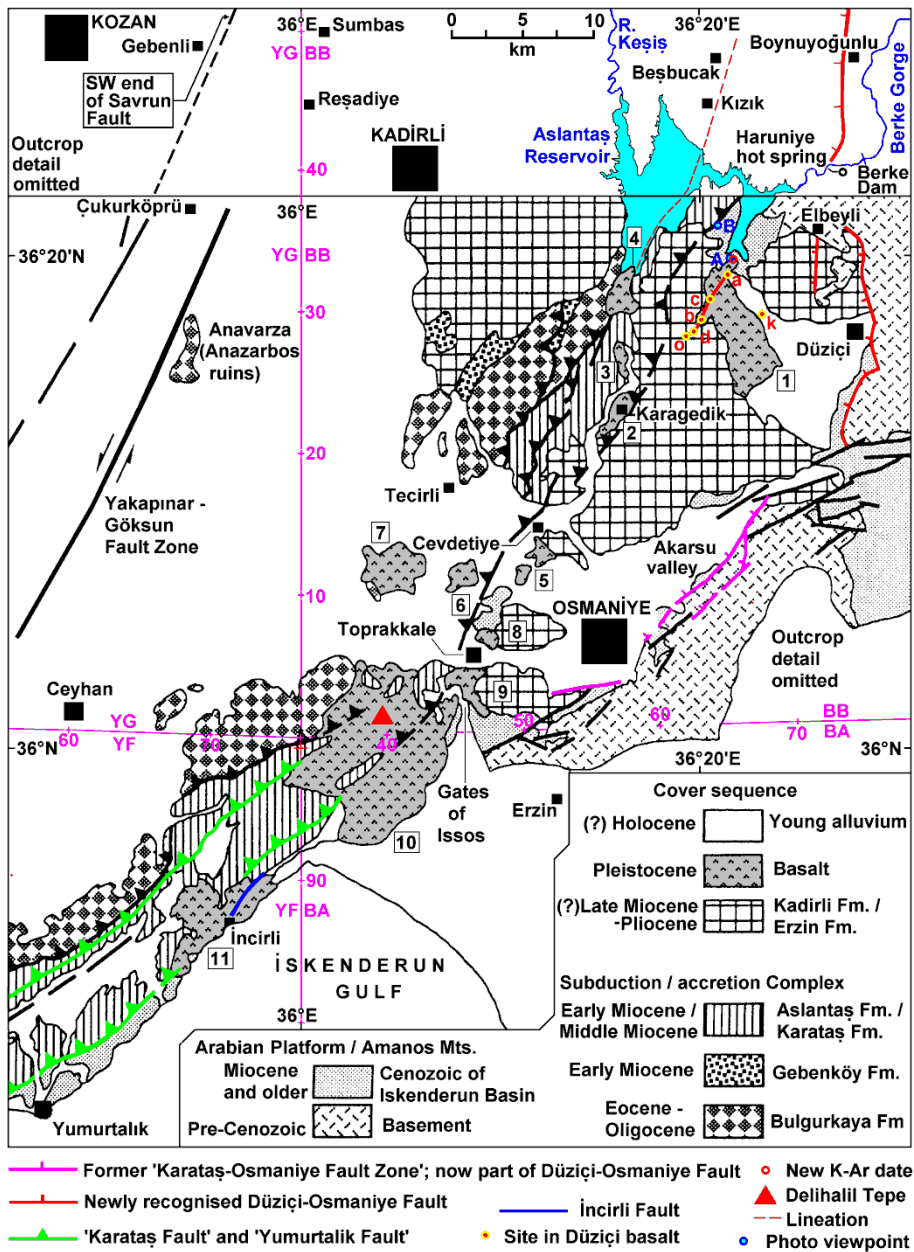 KOZAN
Gebenli
36°E
Sumbas
YG BB
0 5 10
km
36°20'E
R.
Keşiş
Beşbucak
Boynuyoğunlu
Berke Gorge
SW end
of Savrun
Fault
Reşadiye
Kızık
KADİRLİ
Aslantaş
Reservoir
Haruniye
hot spring
Outcrop
detail
omitted
40
Berke
Dam
Çukurköprü
36°E
Elbeyli
36°20'N
YG BB
4
B
A
36°20'N
a
c
b
d
o
k
30
Anavarza
(Anazarbos
ruins)
Düziçi
3
1
Karagedik
2
20
Tecirli
Yakapınar -
Göksun
Fault Zone
7
Cevdetiye
Akarsu
valley
5
6
10
OSMANİYE
8
Toprakkale
Outcrop
detail
omitted
9
Ceyhan
YG
BB
50
60
36°N
60
YF
70
40
70
BA
36°N
36°20'E
Gates
of
Issos
Erzin
10
90
YF BA
İncirli
11
İSKENDERUN
GULF
36°E
Yumurtalık
Cover sequence
(?) Holocene Young alluvium
Pleistocene Basalt
(?)Late Miocene
-Pliocene
Kadirli Fm. /
Erzin Fm.
Subduction / accretion Complex
Early Miocene /
Middle Miocene
Aslantaş Fm. /
Karataş Fm.
Early Miocene Gebenköy Fm.
Eocene -
Oligocene
Bulgurkaya Fm
Arabian Platform / Amanos Mts.
Miocene
and older
Cenozoic of
Iskenderun Basin
Pre-Cenozoic Basement
Former 'Karataş-Osmaniye Fault Zone'; now part of Düziçi-Osmaniye Fault
New K-Ar date
Newly recognised Düziçi-Osmaniye Fault
İncirli Fault
Delihalil Tepe
Lineation
'Karataş Fault' and 'Yumurtalik Fault'
Site in Düziçi basalt
Photo viewpoint